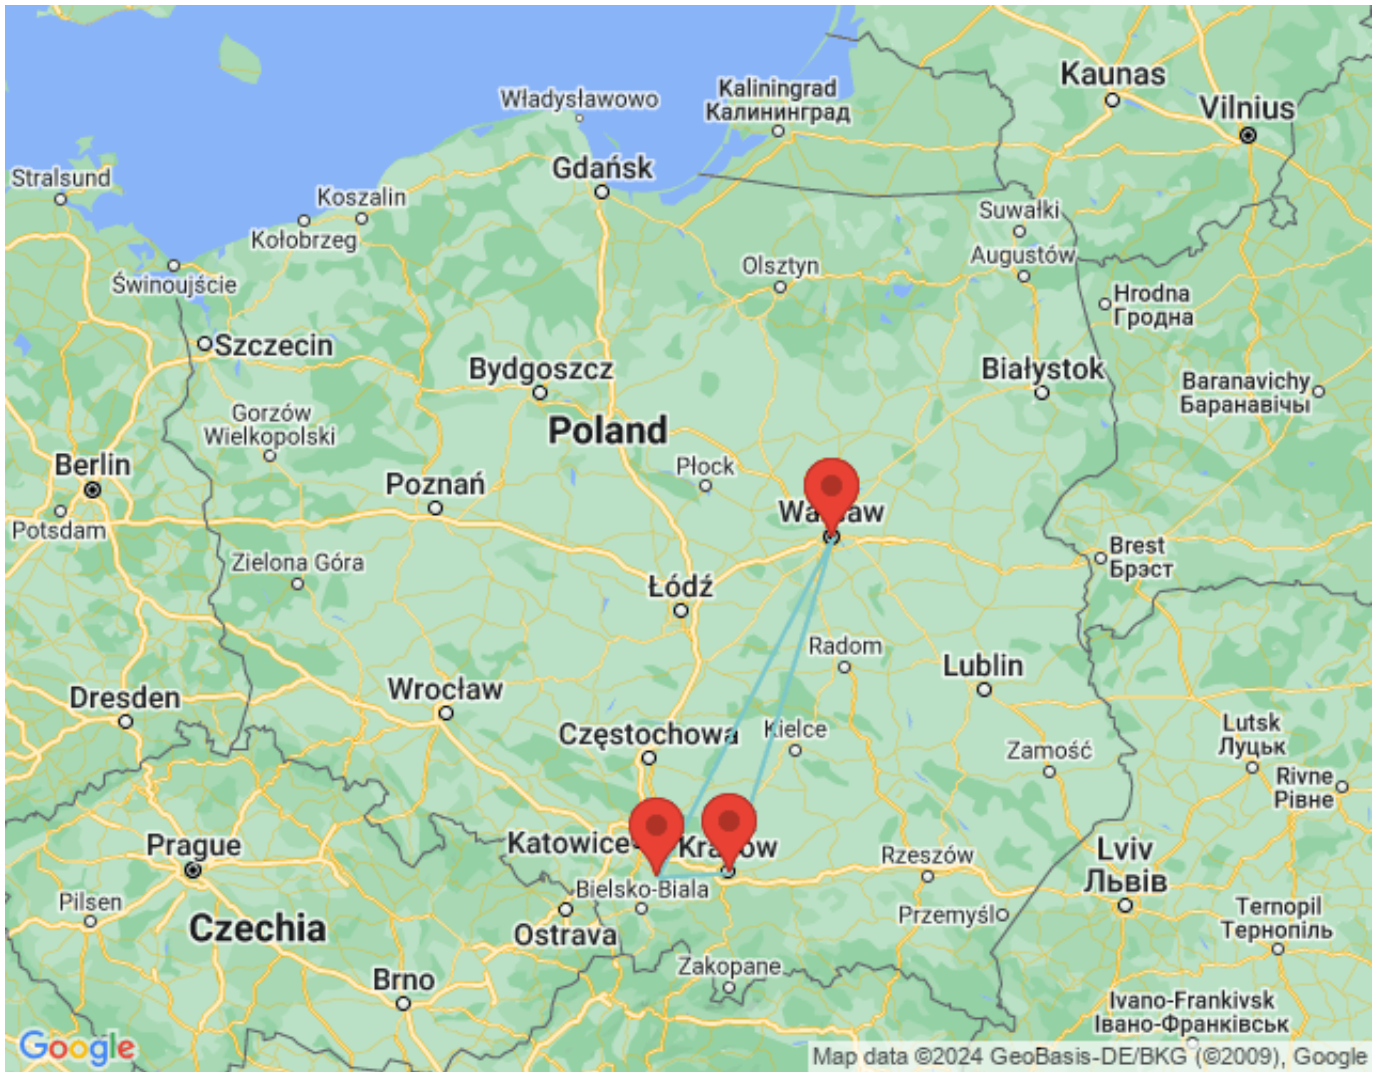 Kaunas
Vilnius
Kaliningrad
Калининград
Władysławowo
Gdańsk
Stralsund
Koszalin
Kołobrzeg
Suwałki
Augustów
Olsztyn
Świnoujście
Hrodna
Гродна
Szczecin
Bydgoszcz
Białystok
Baranavichy
Баранавічы
Gorzów
Wielkopolski
Poland
Berlin
Płock
Poznań
Warsaw
Potsdam
Brest
Брэст
Zielona Góra
Łódź
Radom
Lublin
Dresden
Wrocław
Częstochowa
Kielce
Lutsk
Луцьк
Zamość
Rivne
Рівне
Prague
Katowice
Krakow
Rzeszów
Lviv
Львів
Bielsko-Biala
Pilsen
Przemyśl
Ternopil
Тернопіль
Czechia
Ostrava
Zakopane
Brno
Ivano-Frankivsk
Івано-Франківськ
Google
Map data ©2024 GeoBasis-DE/BKG (©2009), Google